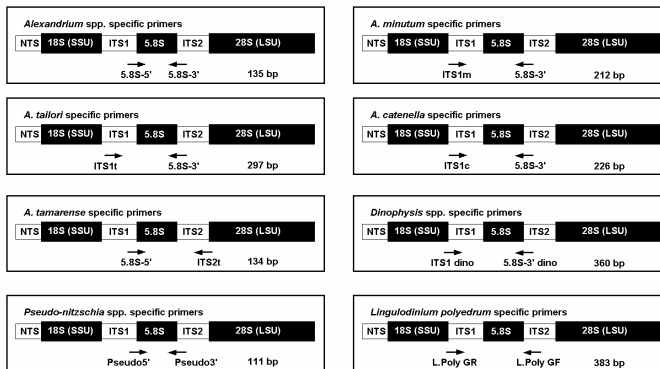 Alexandrium spp. specific primers
NTS 18S (SSU) ITS1 5.8S ITS2 28S (LSU)
5.8S-5' 5.8S-3' 135 bp
A. minutum specific primers
NTS 18S (SSU) ITS1 5.8S ITS2 28S (LSU)
ITS1m 5.8S-3' 212 bp
A. tailori specific primers
NTS 18S (SSU) ITS1 5.8S ITS2 28S (LSU)
ITS1t 5.8S-3' 297 bp
A. catenella specific primers
NTS 18S (SSU) ITS1 5.8S ITS2 28S (LSU)
ITS1c 5.8S-3' 226 bp
A. tamarense specific primers
NTS 18S (SSU) ITS1 5.8S ITS2 28S (LSU)
5.8S-5' ITS2t 134 bp
Dinophysis spp. specific primers
NTS 18S (SSU) ITS1 5.8S ITS2 28S (LSU)
ITS1 dino 5.8S-3' dino 360 bp
Pseudo-nitzschia spp. specific primers
NTS 18S (SSU) ITS1 5.8S ITS2 28S (LSU)
Pseudo5' Pseudo3' 111 bp
Lingulodinium polyedrum specific primers
NTS 18S (SSU) ITS1 5.8S ITS2 28S (LSU)
L.Poly GR L.Poly GF 383 bp